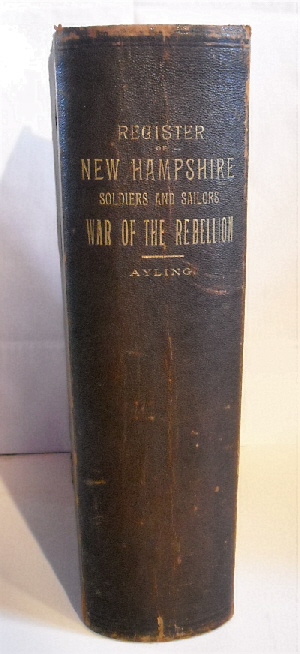 REGISTER
OF
NEW HAMPSHIRE
SOLDIERS AND SAILORS
WAR OF THE REBELLION
AYLING.